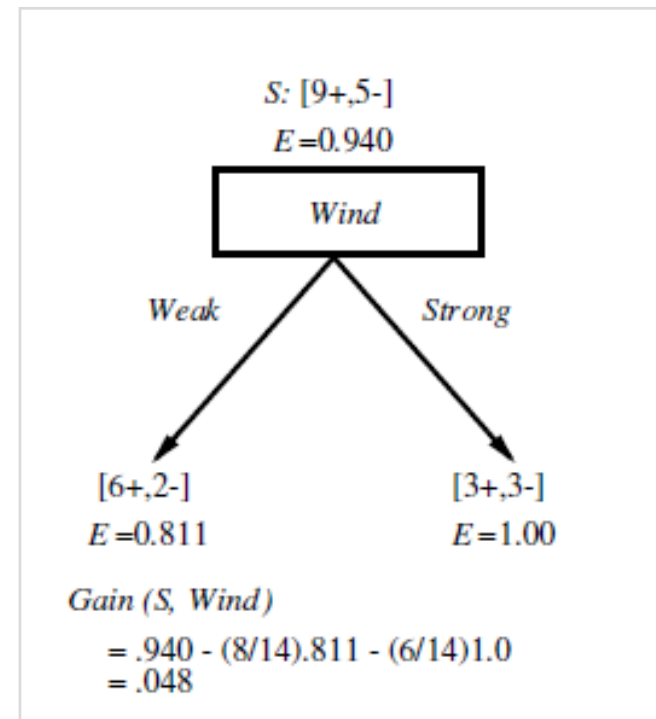 S: [9+,5-]
E=0.940
Wind
Weak
Strong
[6+,2-]
[3+,3-]
E=0.811
E=1.00
Gain (S, Wind)
= .940 - (8/14).811 - (6/14)1.0
= .048